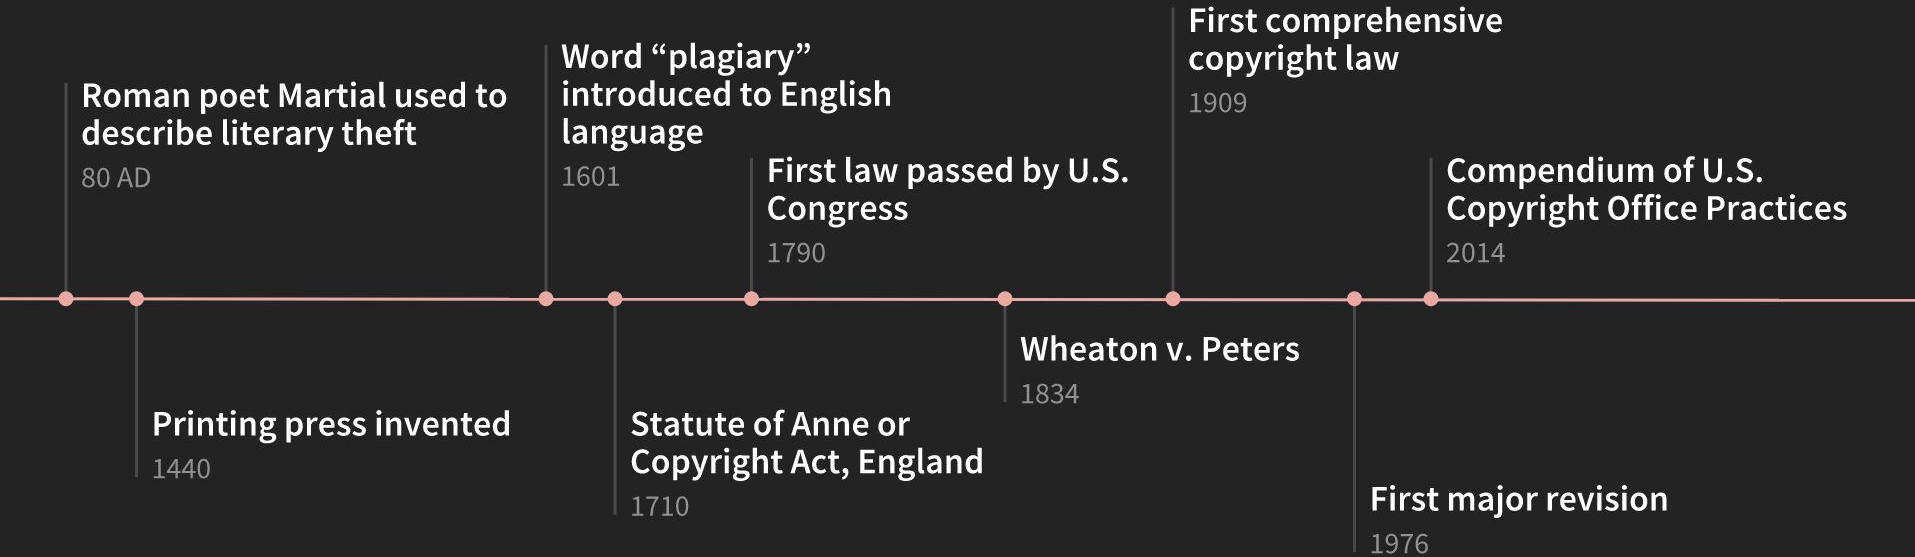 Roman poet Martial used to
describe literary theft
80 AD
Printing press invented
1440
Word “plagiary”
introduced to English
language
1601
Statute of Anne or
Copyright Act, England
1710
First law passed by U.S.
Congress
1790
Wheaton v. Peters
1834
First comprehensive
copyright law
1909
First major revision
1976
Compendium of U.S.
Copyright Office Practices
2014